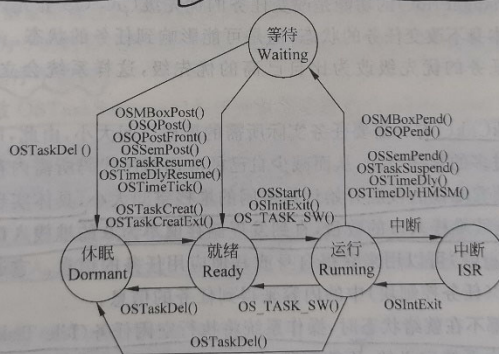 等待
Waiting
OSTaskDel ()
OSMBoxPost()
OSQPost()
OSQPostFront()
OSSemPost()
OSTaskResume()
OSTimeDlyResume()
OSTimeTick()
OSTaskCreat()
OSTaskCreatExt()
OSMBoxPend()
OSQPend()
OSSemPend()
OSTaskSuspend()
OSTimeDly()
OSTimeDlyHMSM()
OSStart()
OSInitExit()
OS_TASK_SW()
中断
休眠
Dormant
就绪
Ready
运行
Running
中断
ISR
OSTaskDel()
OS_TASK_SW()
OSIntExit
OSTaskDel()